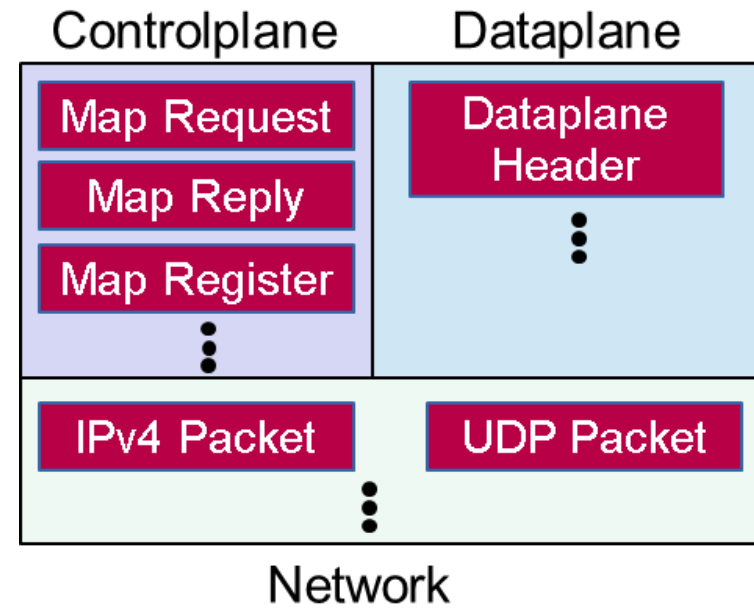 Controlplane
Dataplane
Map Request
Map Reply
Map Register
Dataplane
Header
IPv4 Packet
UDP Packet
Network